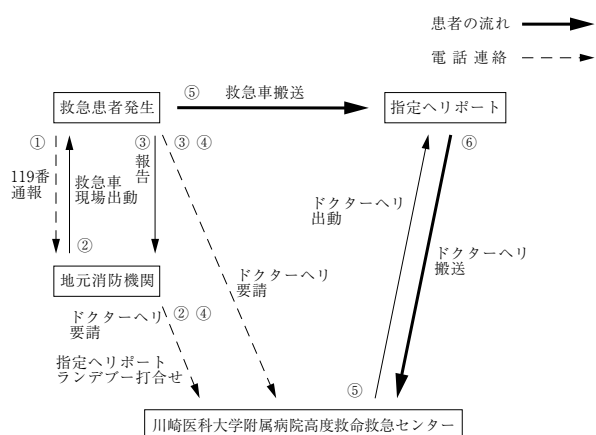 患者の流れ
電話連絡
⑤ 救急車搬送
救急患者発生
指定ヘリポート
①
③
③ ④
⑥
119番
通報
救急車
現場出動
報告
②
ドクターヘリ
出動
ドクターヘリ
搬送
ドクターヘリ
要請
地元消防機関
ドクターヘリ
要請
② ④
指定ヘリポート
ランデブー打合せ
⑤
川崎医科大学附属病院高度救命救急センター